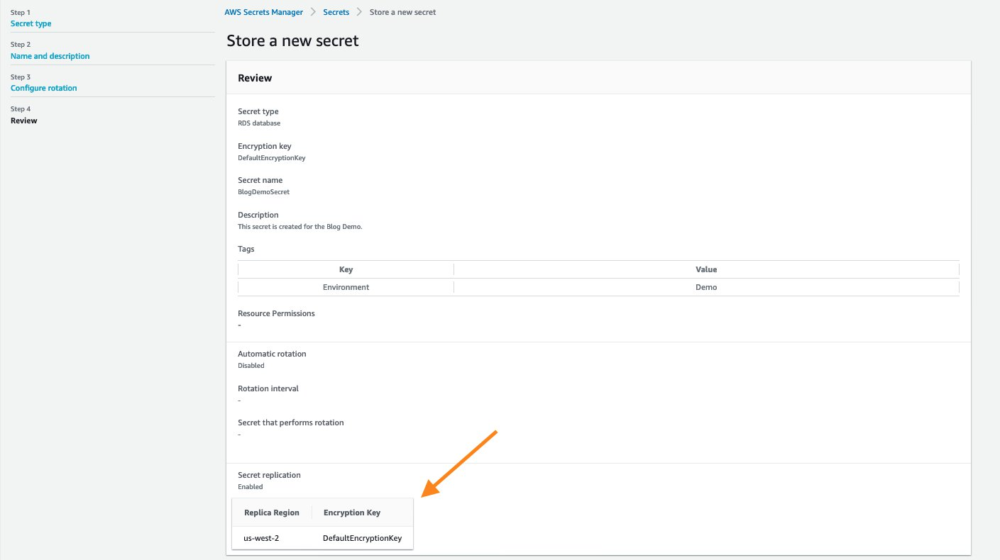 Step 1
Secret type
Step 2
Name and description
Step 3
Configure rotation
Step 4
Review
AWS Secrets Manager > Secrets > Store a new secret
Store a new secret
Review
Secret type
RDS database
Encryption key
DefaultEncryptionKey
Secret name
BlogDemoSecret
Description
This secret is created for the Blog Demo.
Tags
Key Value
Environment Demo
Resource Permissions
-
Automatic rotation
Disabled
Rotation interval
-
Secret that performs rotation
-
Secret replication
Enabled
Replica Region Encryption Key
us-west-2 DefaultEncryptionKey